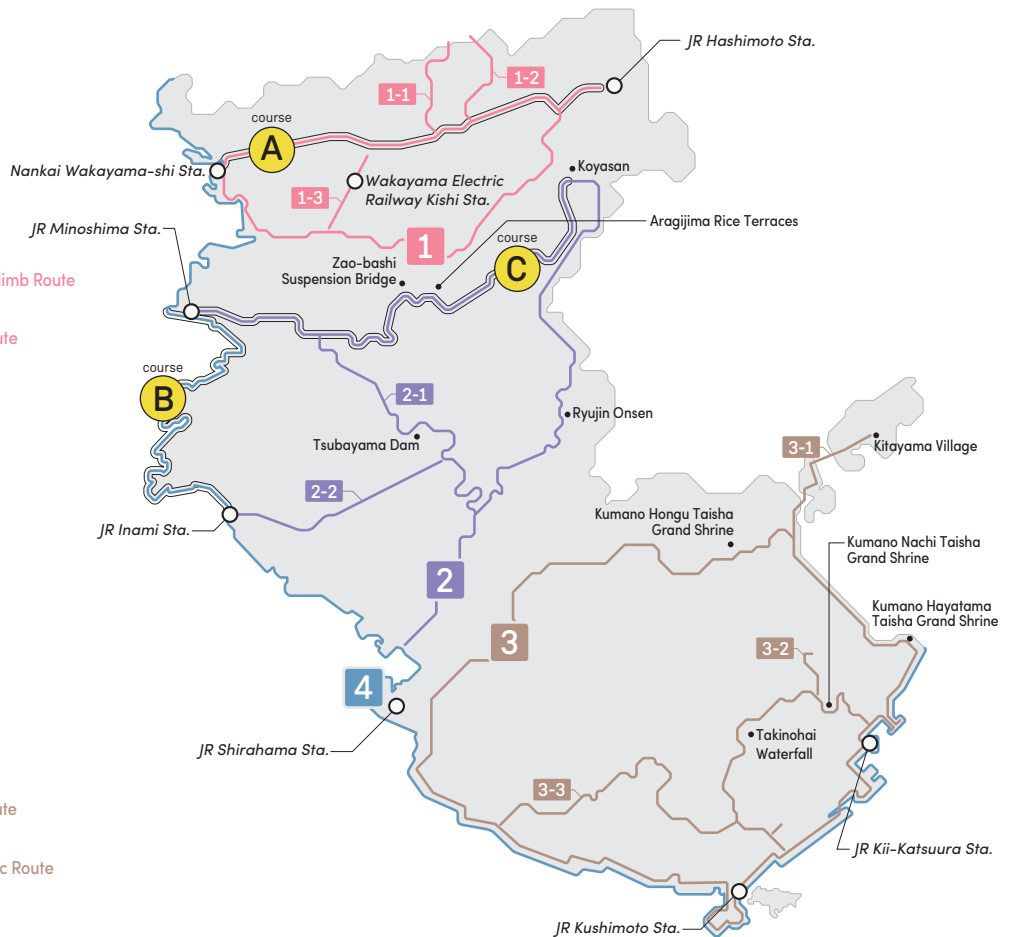 JR Hashimoto Sta.
1-2
1-1
course
A
Nankai Wakayama-shi Sta.
Koyasan
Wakayama Electric
Railway Kishi Sta.
1-3
JR Minoshima Sta.
Aragijima Rice Terraces
1
course
C
Zao-bashi
Suspension Bridge
limb Route
ute
course
B
2-1
Ryujin Onsen
Tsubayama Dam
3-1
Kitayama Village
2-2
JR Inami Sta.
Kumano Hongu Taisha
Grand Shrine
Kumano Nachi Taisha
Grand Shrine
2
Kumano Hayatama
Taisha Grand Shrine
3
3-2
4
Takinohai
Waterfall
JR Shirahama Sta.
3-3
ute
JR Kii-Katsuura Sta.
c Route
JR Kushimoto Sta.